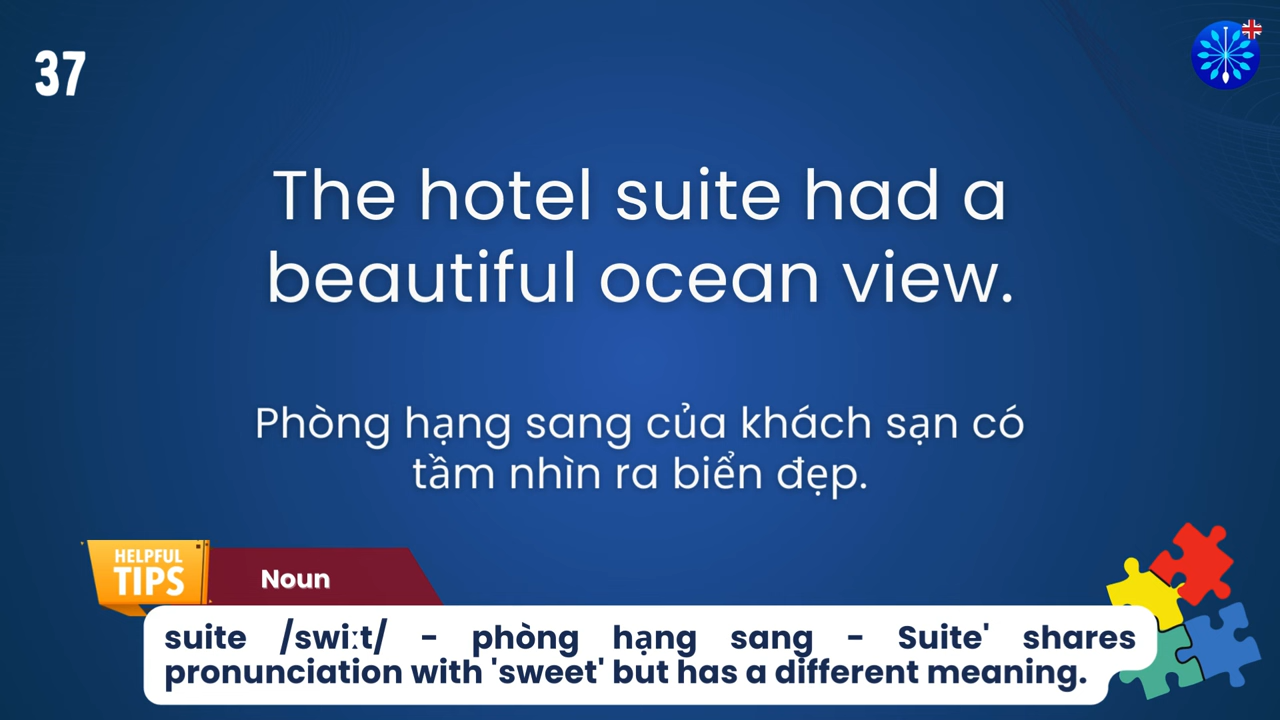 37
The hotel suite had a
beautiful ocean view.
Phòng hạng sang của khách sạn có
tầm nhìn ra biển đẹp.
HELPFUL
TIPS
Noun
suite /swiːt/ - phòng hạng sang - Suite' shares
pronunciation with 'sweet' but has a different meaning.